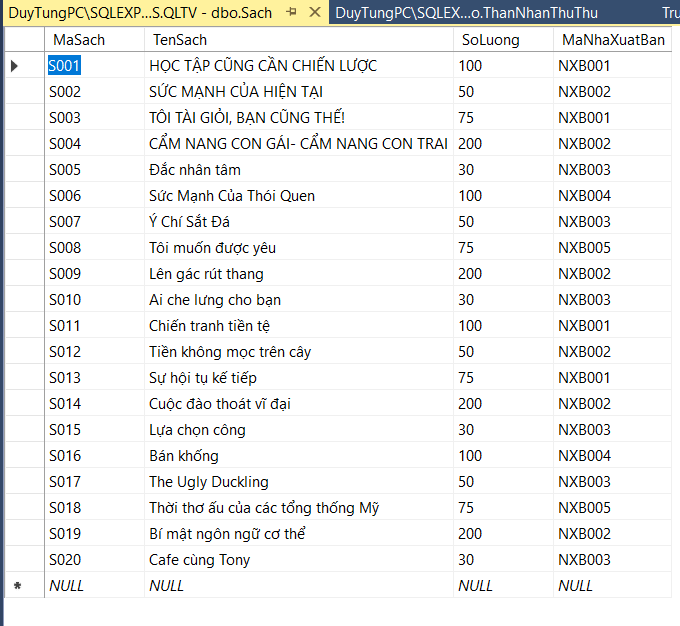 DuyTungPC\SQLEXP...S.QLTV - dbo.Sach DuyTungPC\SQLEX...o.ThanNhanThuThu Tru
MaSach TenSach SoLuong MaNhaXuatBan
S001 HỌC TẬP CŨNG CẦN CHIẾN LƯỢC 100 NXB001
S002 SỨC MẠNH CỦA HIỆN TẠI 50 NXB002
S003 TÔI TÀI GIỎI, BẠN CŨNG THẾ! 75 NXB001
S004 CẨM NANG CON GÁI- CẨM NANG CON TRAI 200 NXB002
S005 Đắc nhân tâm 30 NXB003
S006 Sức Mạnh Của Thói Quen 100 NXB004
S007 Ý Chí Sắt Đá 50 NXB003
S008 Tôi muốn được yêu 75 NXB005
S009 Lên gác rút thang 200 NXB002
S010 Ai che lưng cho bạn 30 NXB003
S011 Chiến tranh tiền tệ 100 NXB001
S012 Tiền không mọc trên cây 50 NXB002
S013 Sự hội tụ kế tiếp 75 NXB001
S014 Cuộc đào thoát vĩ đại 200 NXB002
S015 Lựa chọn công 30 NXB003
S016 Bán khống 100 NXB004
S017 The Ugly Duckling 50 NXB003
S018 Thời thơ ấu của các tổng thống Mỹ 75 NXB005
S019 Bí mật ngôn ngữ cơ thể 200 NXB002
S020 Cafe cùng Tony 30 NXB003
NULL NULL NULL NULL